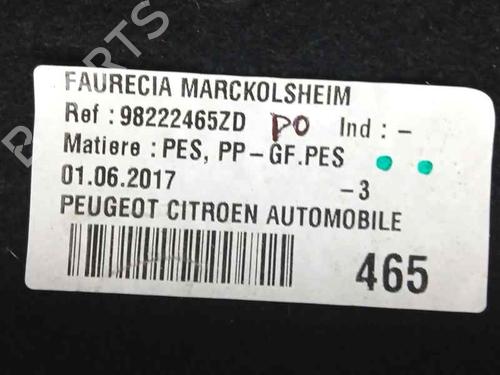 PARTS
FAURECIA MARCKOLSHEIM
Ref : 98222465ZD PO Ind : -
Matiere : PES, PP-GF.PES
01.06.2017 -3
PEUGEOT CITROEN AUTOMOBILE
465